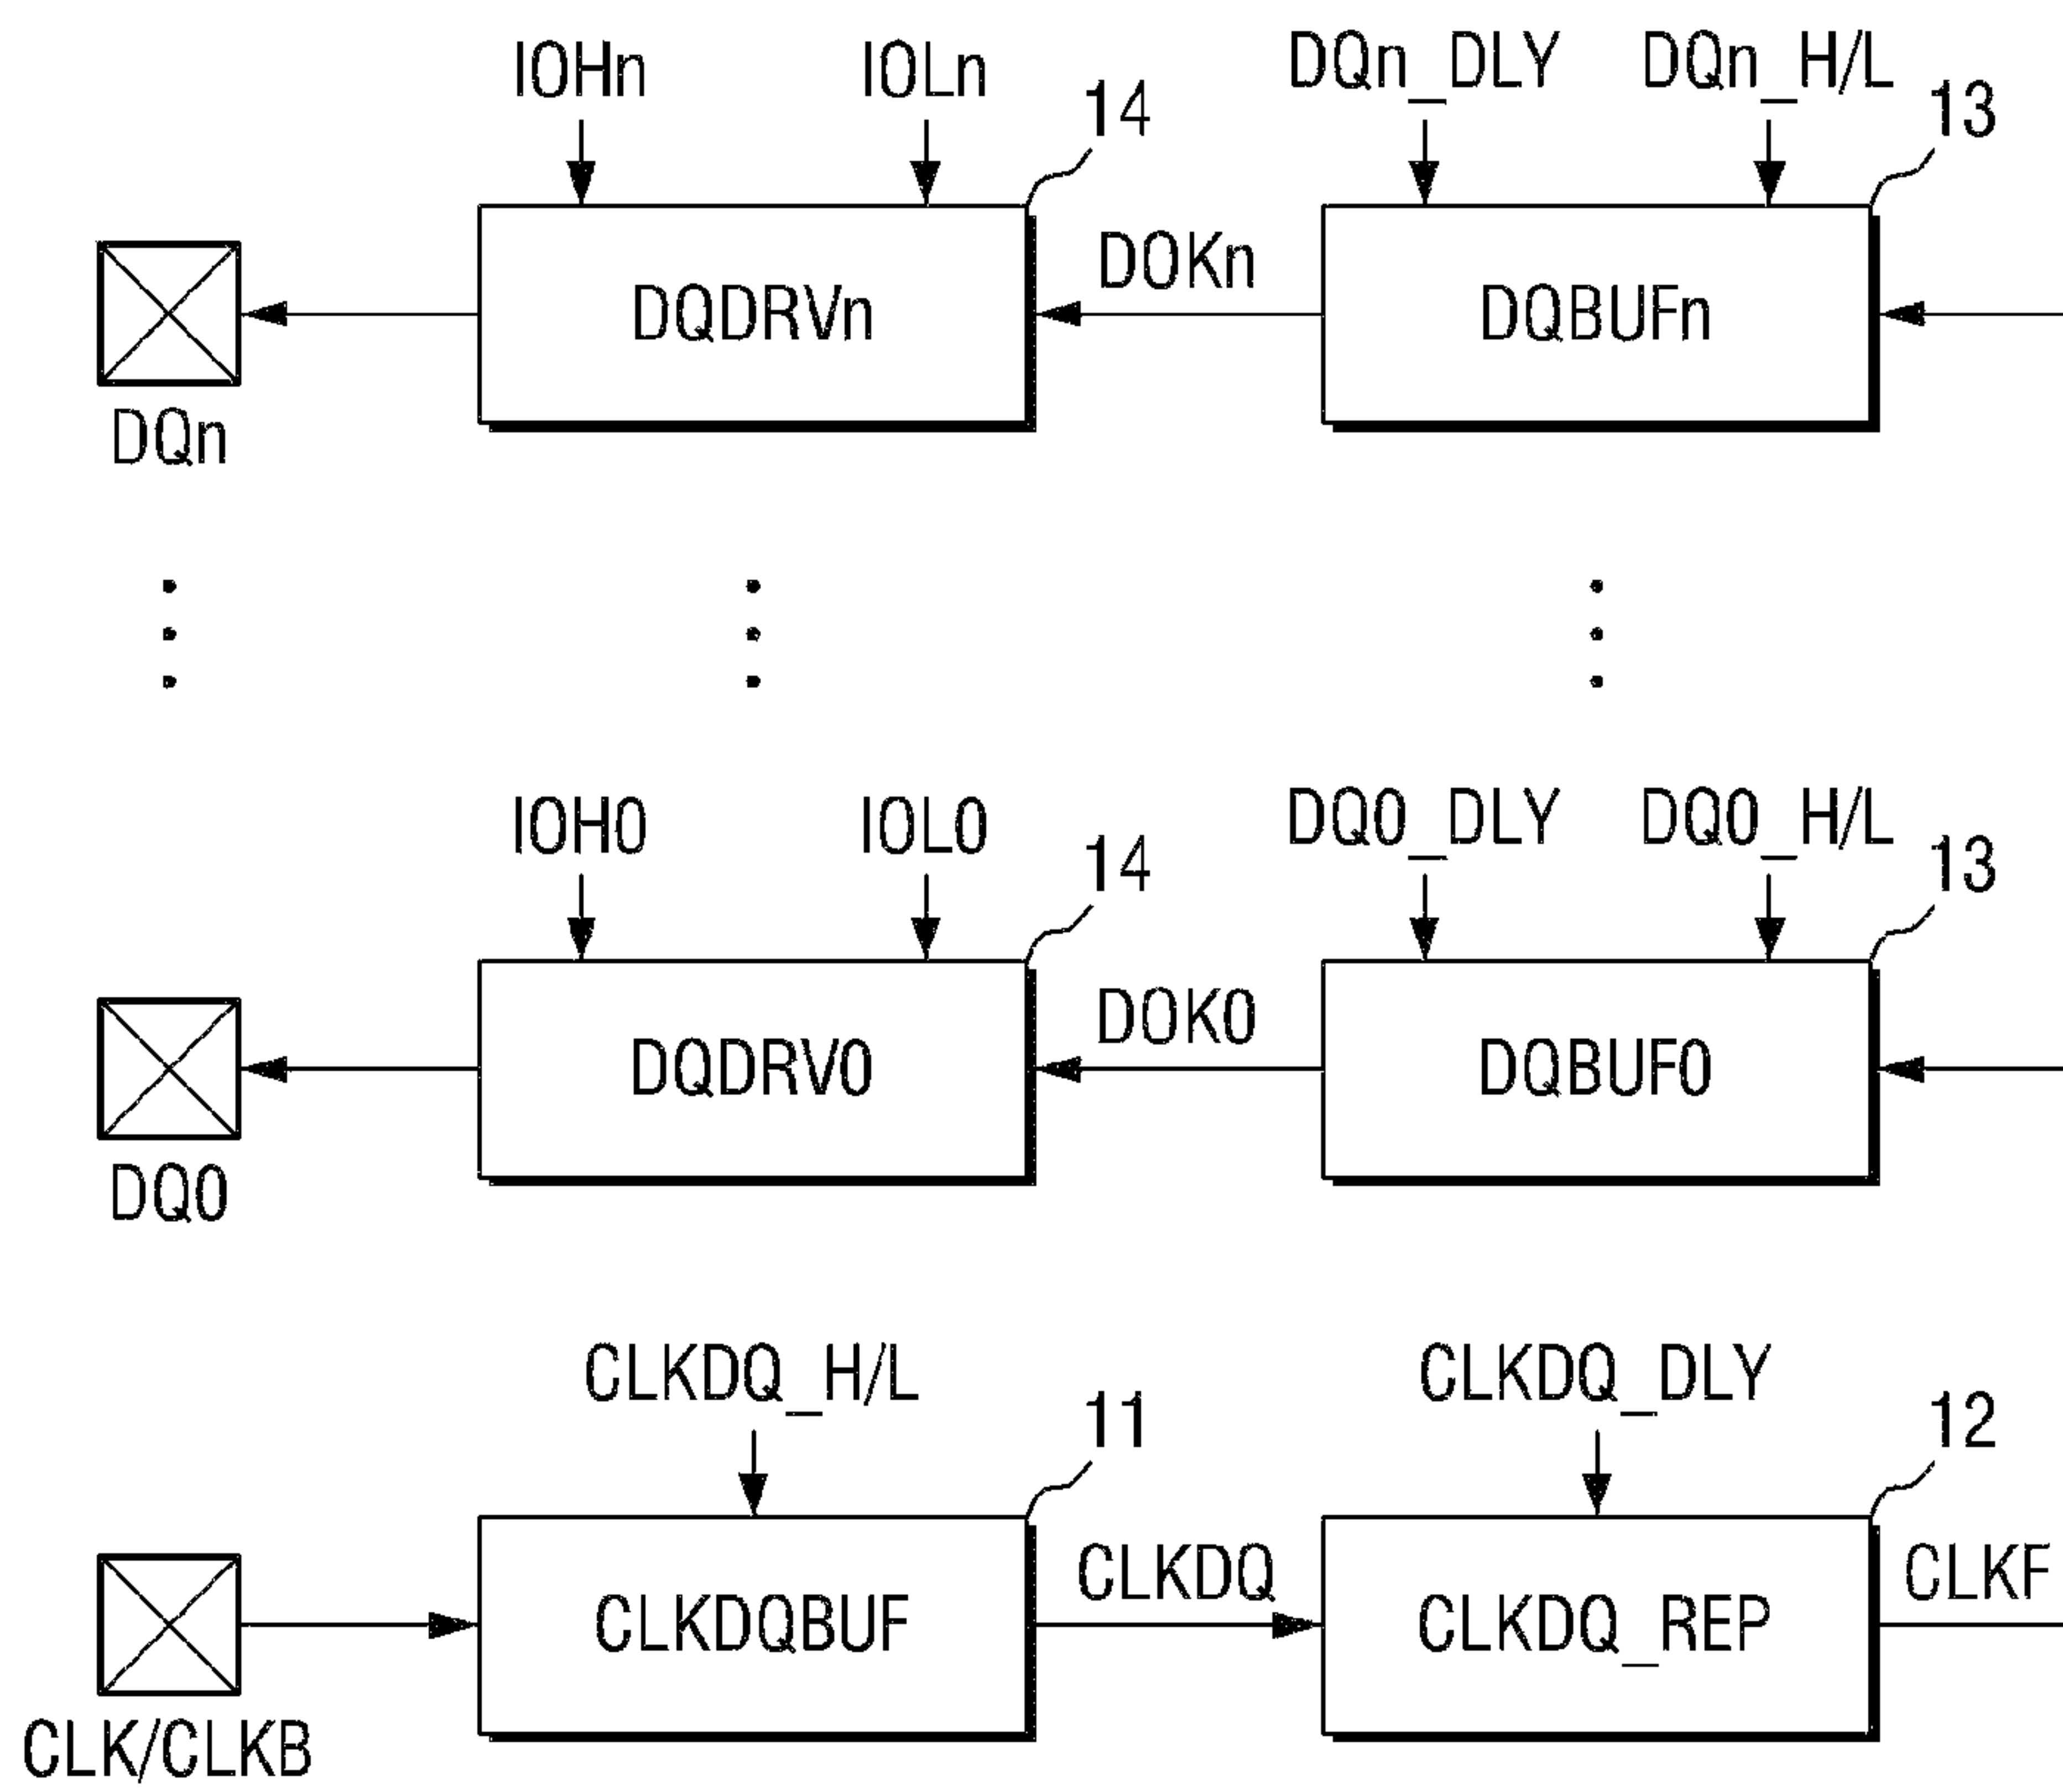 IOHn IOLn DQn_DLY DQn_H/L
14 13
DOKn
DQDRVn DQBUFn
DQn
IOH0 IOL0 DQ0_DLY DQ0_H/L
14 13
DOK0
DQDRV0 DQBUF0
DQ0
CLKDQ_H/L CLKDQ_DLY
11 12
CLKDQ CLKF
CLKDQBUF CLKDQ_REP
CLK/CLKB